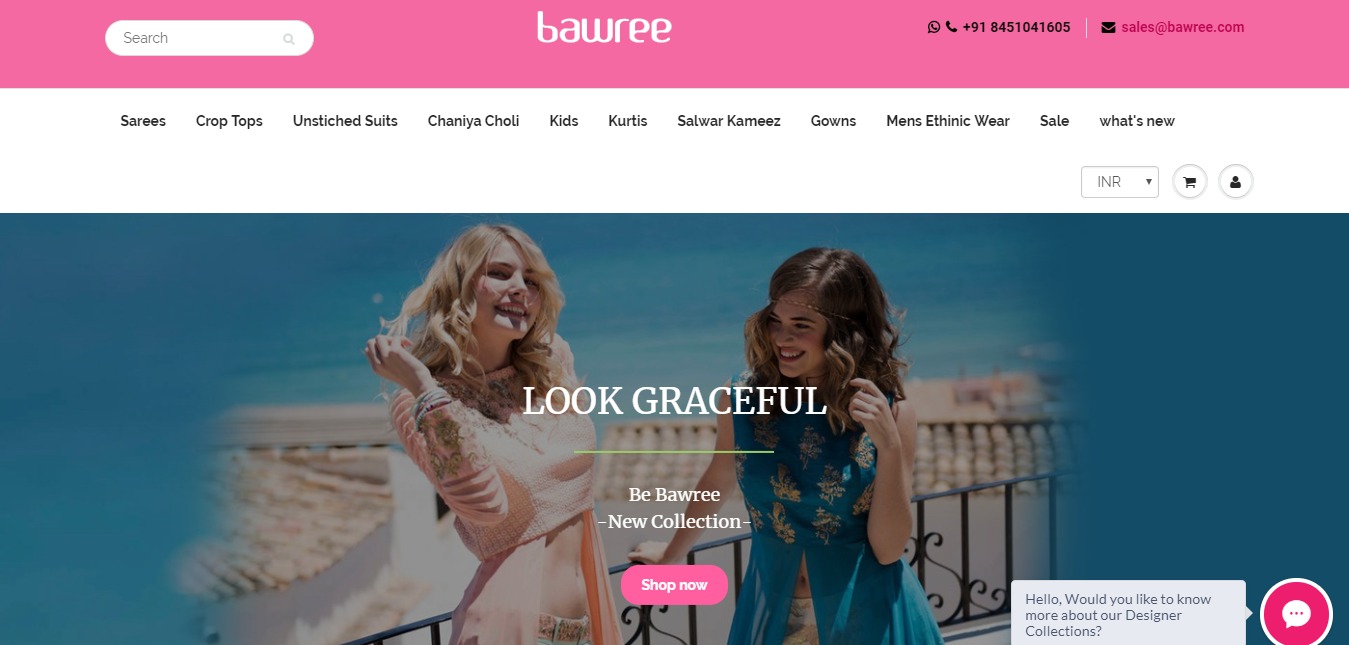 Search
bawree
+91 8451041605
sales@bawree.com
Sarees
Crop Tops
Unstiched Suits
Chaniya Choli
Kids
Kurtis
Salwar Kameez
Gowns
Mens Ethinic Wear
Sale
what's new
INR
LOOK GRACEFUL
Be Bawree
-New Collection-
Shop now
Hello, Would you like to know
more about our Designer
Collections?